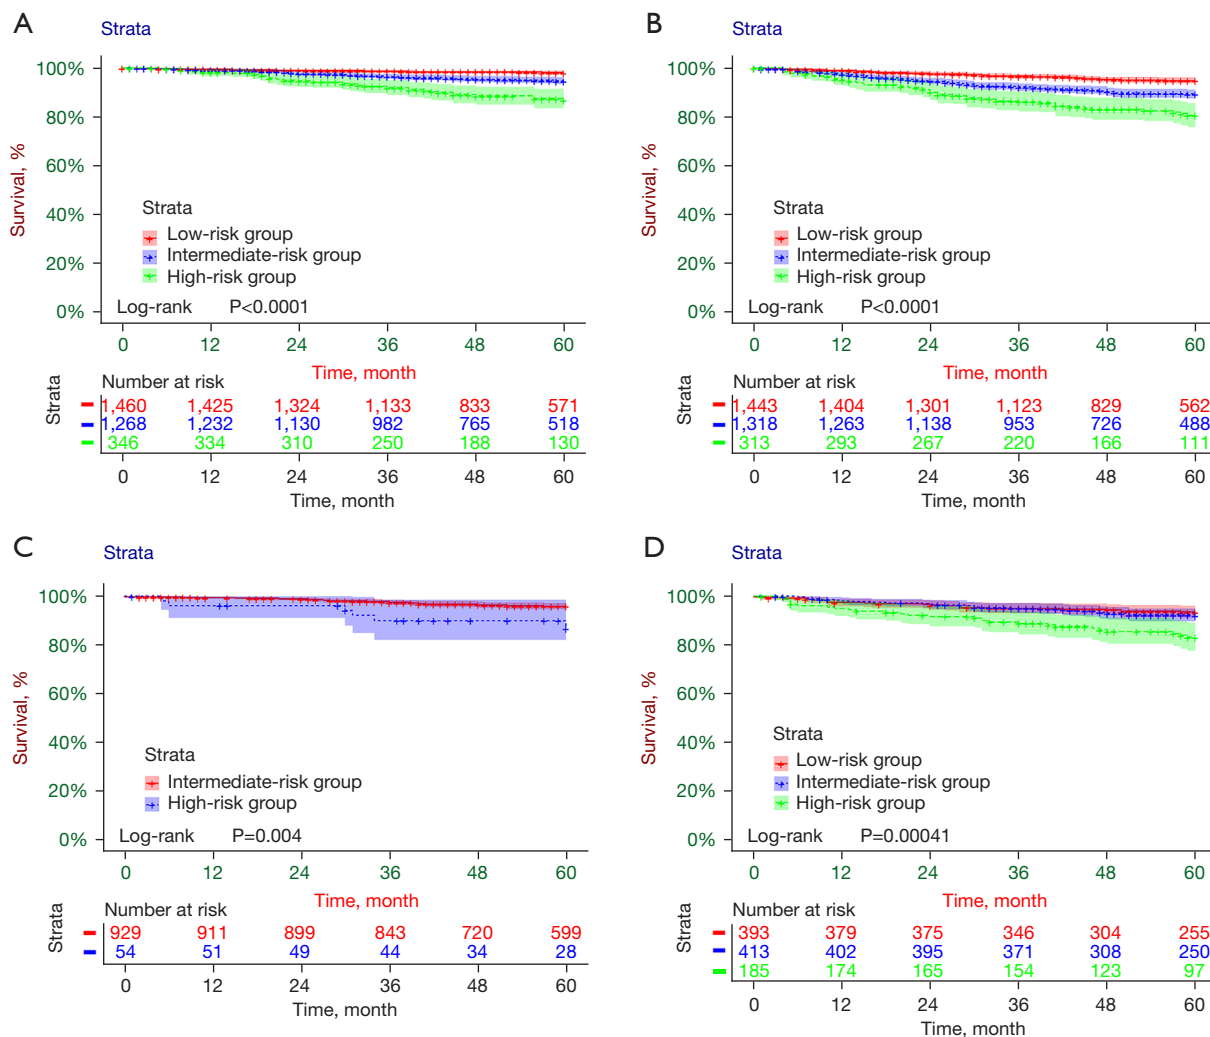 A
Strata
100%
80%
60%
40%
20%
0%
Survival, %
Strata
Low-risk group
Intermediate-risk group
High-risk group
Log-rank P<0.0001
0 12 24 36 48 60
Time, month
Number at risk
Strata
1,460 1,425 1,324 1,133 833 571
1,268 1,232 1,130 982 765 518
346 334 310 250 188 130
0 12 24 36 48 60
Time, month
B
Strata
100%
80%
60%
40%
20%
0%
Survival, %
Strata
Low-risk group
Intermediate-risk group
High-risk group
Log-rank P<0.0001
0 12 24 36 48 60
Time, month
Number at risk
Strata
1,443 1,404 1,301 1,123 829 562
1,318 1,263 1,138 953 726 488
313 293 267 220 166 111
0 12 24 36 48 60
Time, month
C
Strata
100%
80%
60%
40%
20%
0%
Survival, %
Strata
Intermediate-risk group
High-risk group
Log-rank P=0.004
0 12 24 36 48 60
Time, month
Number at risk
Strata
929 911 899 843 720 599
54 51 49 44 34 28
0 12 24 36 48 60
Time, month
D
Strata
100%
80%
60%
40%
20%
0%
Survival, %
Strata
Low-risk group
Intermediate-risk group
High-risk group
Log-rank P=0.00041
0 12 24 36 48 60
Time, month
Number at risk
Strata
393 379 375 346 304 255
413 402 395 371 308 250
185 174 165 154 123 97
0 12 24 36 48 60
Time, month